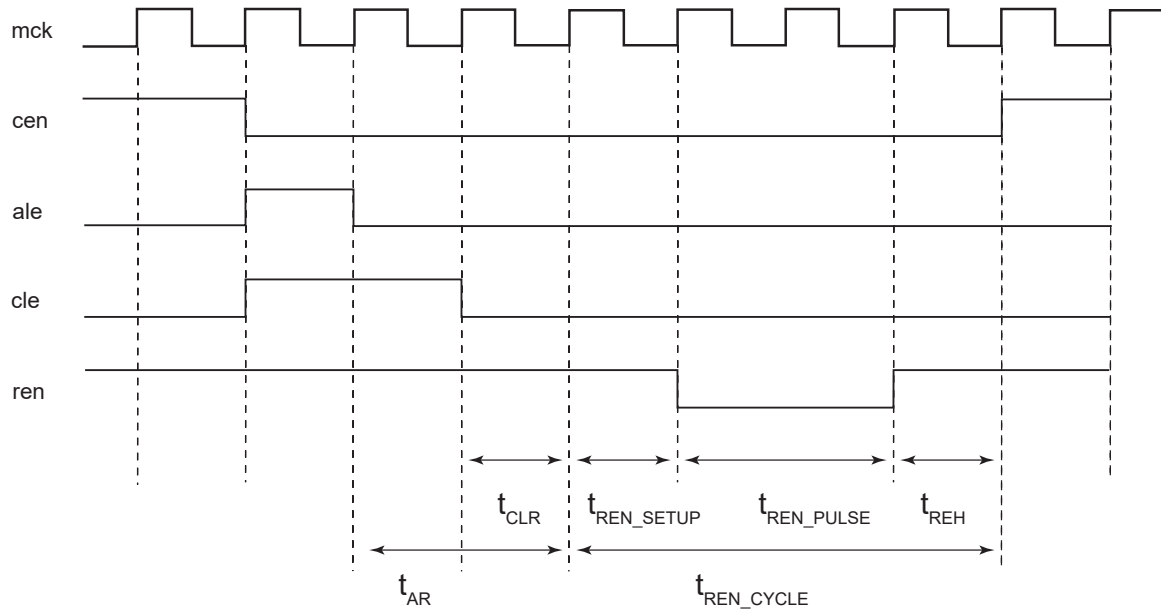 mck
cen
ale
cle
ren
tCLR
tREN_SETUP
tREN_PULSE
tREH
tAR
tREN_CYCLE